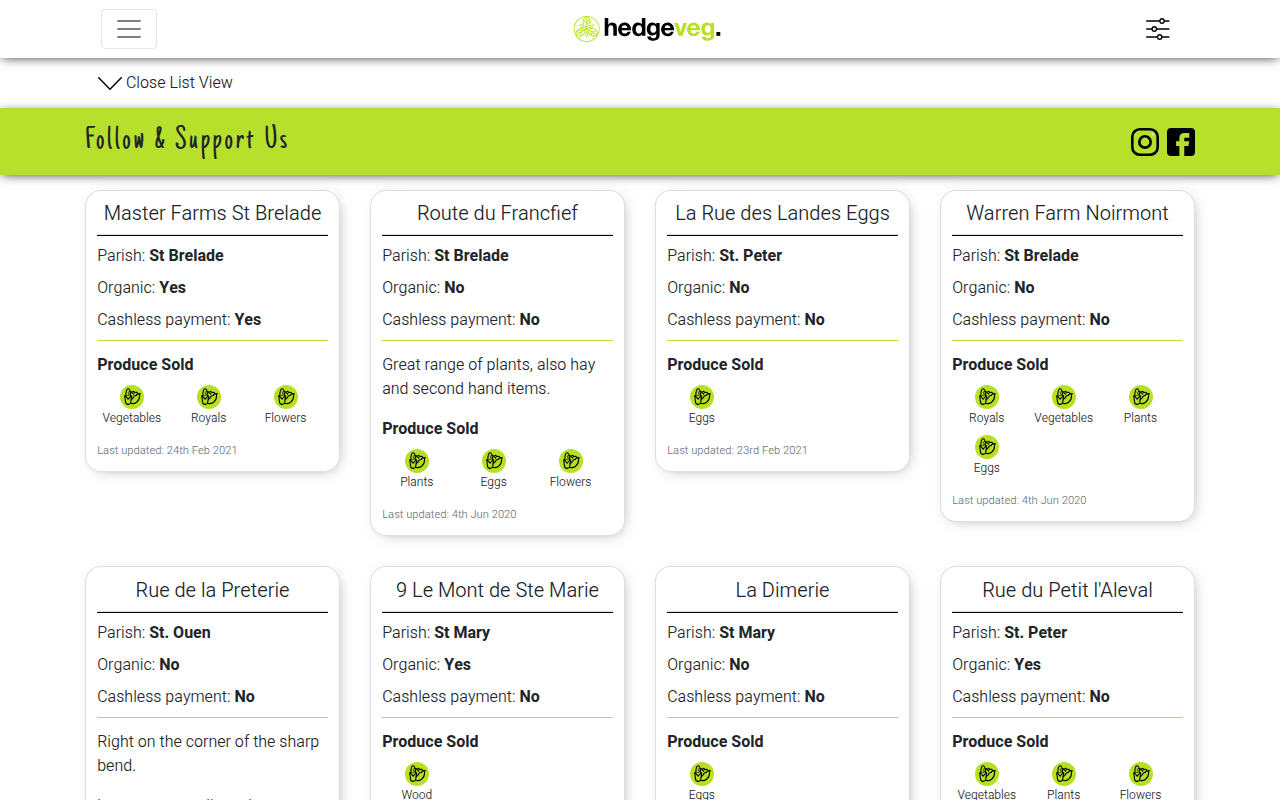 hedgeveg.
Close List View
Follow & Support Us
Master Farms St Brelade
Parish: St Brelade
Organic: Yes
Cashless payment: Yes
Produce Sold
Vegetables Royals Flowers
Last updated: 24th Feb 2021
Route du Francfief
Parish: St Brelade
Organic: No
Cashless payment: No
Great range of plants, also hay
and second hand items.
Produce Sold
Plants Eggs Flowers
Last updated: 4th Jun 2020
La Rue des Landes Eggs
Parish: St. Peter
Organic: No
Cashless payment: No
Produce Sold
Eggs
Last updated: 23rd Feb 2021
Warren Farm Noirmont
Parish: St Brelade
Organic: No
Cashless payment: No
Produce Sold
Royals Vegetables Plants
Eggs
Last updated: 4th Jun 2020
Rue de la Preterie
Parish: St. Ouen
Organic: No
Cashless payment: No
Right on the corner of the sharp
bend.
9 Le Mont de Ste Marie
Parish: St Mary
Organic: Yes
Cashless payment: No
Produce Sold
Wood
La Dimerie
Parish: St Mary
Organic: No
Cashless payment: No
Produce Sold
Eggs
Rue du Petit l'Aleval
Parish: St. Peter
Organic: Yes
Cashless payment: No
Produce Sold
Vegetables Plants Flowers